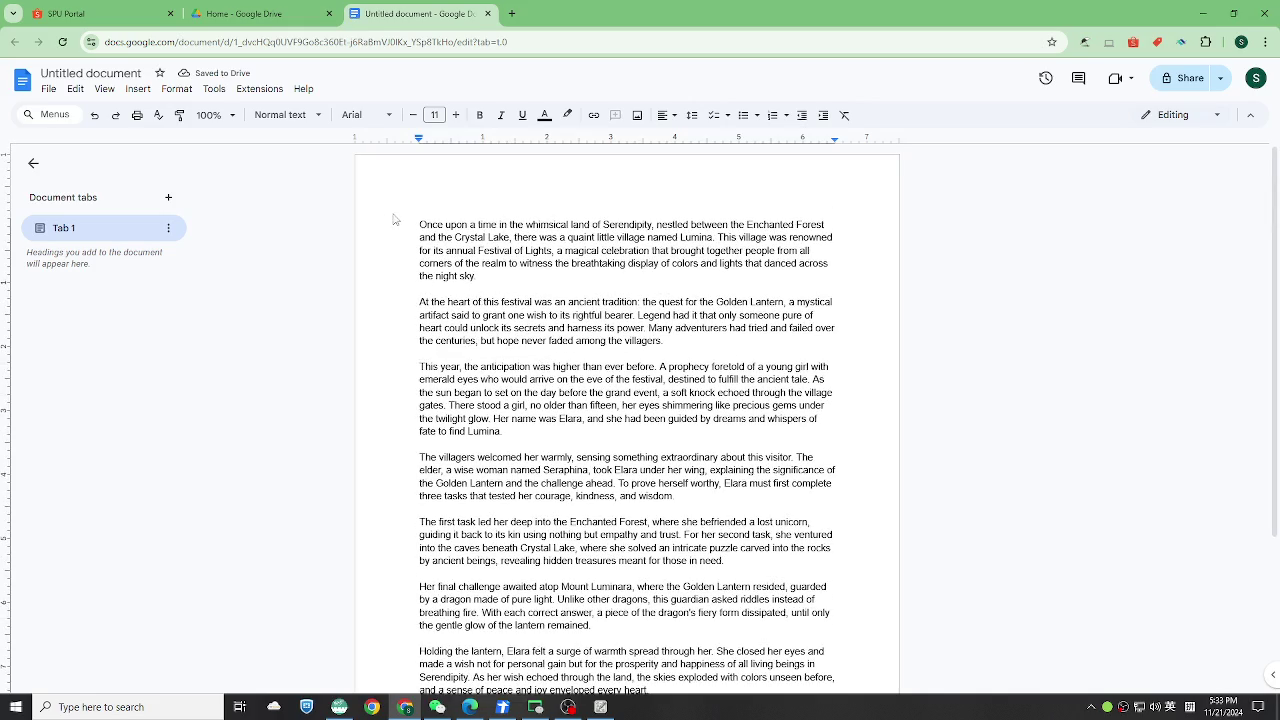 SPU Portal
Home - Google Drive
Untitled document - Google Do
docs.google.com/document/d/1_dvcHQq0UVF9Go8c360Et-j6RaBmVJ0IKx_YSp8TkHo/edit?tab=t.0
S
Untitled document
Saved to Drive
File Edit View Insert Format Tools Extensions Help
Share
S
Menus
100%
Normal text
Arial
11
B I U A
Editing
1 1 2 3 4 5 6 7
Document tabs
Tab 1
Headings you add to the document
will appear here.
1
1
2
3
4
5
6
7
Once upon a time in the whimsical land of Serendipity, nestled between the Enchanted Forest
and the Crystal Lake, there was a quaint little village named Lumina. This village was renowned
for its annual Festival of Lights, a magical celebration that brought together people from all
corners of the realm to witness the breathtaking display of colors and lights that danced across
the night sky.
At the heart of this festival was an ancient tradition: the quest for the Golden Lantern, a mystical
artifact said to grant one wish to its rightful bearer. Legend had it that only someone pure of
heart could unlock its secrets and harness its power. Many adventurers had tried and failed over
the centuries, but hope never faded among the villagers.
This year, the anticipation was higher than ever before. A prophecy foretold of a young girl with
emerald eyes who would arrive on the eve of the festival, destined to fulfill the ancient tale. As
the sun began to set on the day before the grand event, a soft knock echoed through the village
gates. There stood a girl, no older than fifteen, her eyes shimmering like precious gems under
the twilight glow. Her name was Elara, and she had been guided by dreams and whispers of
fate to find Lumina.
The villagers welcomed her warmly, sensing something extraordinary about this visitor. The
elder, a wise woman named Seraphina, took Elara under her wing, explaining the significance of
the Golden Lantern and the challenge ahead. To prove herself worthy, Elara must first complete
three tasks that tested her courage, kindness, and wisdom.
The first task led her deep into the Enchanted Forest, where she befriended a lost unicorn,
guiding it back to its kin using nothing but empathy and trust. For her second task, she ventured
into the caves beneath Crystal Lake, where she solved an intricate puzzle carved into the rocks
by ancient beings, revealing hidden treasures meant for those in need.
Her final challenge awaited atop Mount Luminara, where the Golden Lantern resided, guarded
by a dragon made of pure light. Unlike other dragons, this guardian asked riddles instead of
breathing fire. With each correct answer, a piece of the dragon's fiery form dissipated, until only
the gentle glow of the lantern remained.
Holding the lantern, Elara felt a surge of warmth spread through her. She closed her eyes and
made a wish not for personal gain but for the prosperity and happiness of all living beings in
Serendipity. As her wish echoed through the land, the skies exploded with colors unseen before,
and a sense of peace and joy enveloped every heart.
Type here to search
英
拼
5:33 PM
11/21/2024